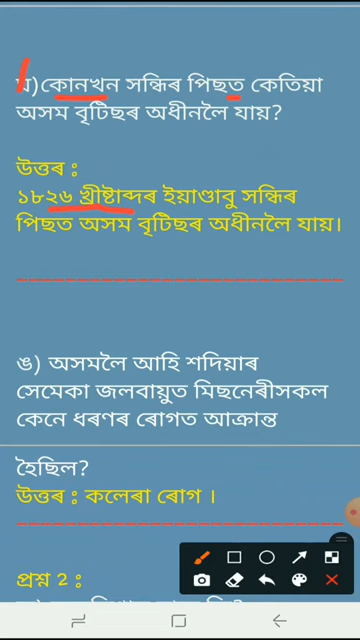 ঘ)কোনখন সন্ধিৰ পিছত কেতিয়া
অসম বৃটিছৰ অধীনলৈ যায়?
উত্তৰ :
১৮২৬ খ্ৰীষ্টাব্দৰ ইয়াণ্ডাবু সন্ধিৰ
পিছত অসম বৃটিছৰ অধীনলৈ যায়।
ঙ) অসমলৈ আহি শদিয়াৰ
সেমেকা জলবায়ুত মিছনেৰীসকল
কেনে ধৰণৰ ৰোগত আক্ৰান্ত
হৈছিল?
উত্তৰ : কলেৰা ৰোগ ।
প্ৰশ্ন 2 :